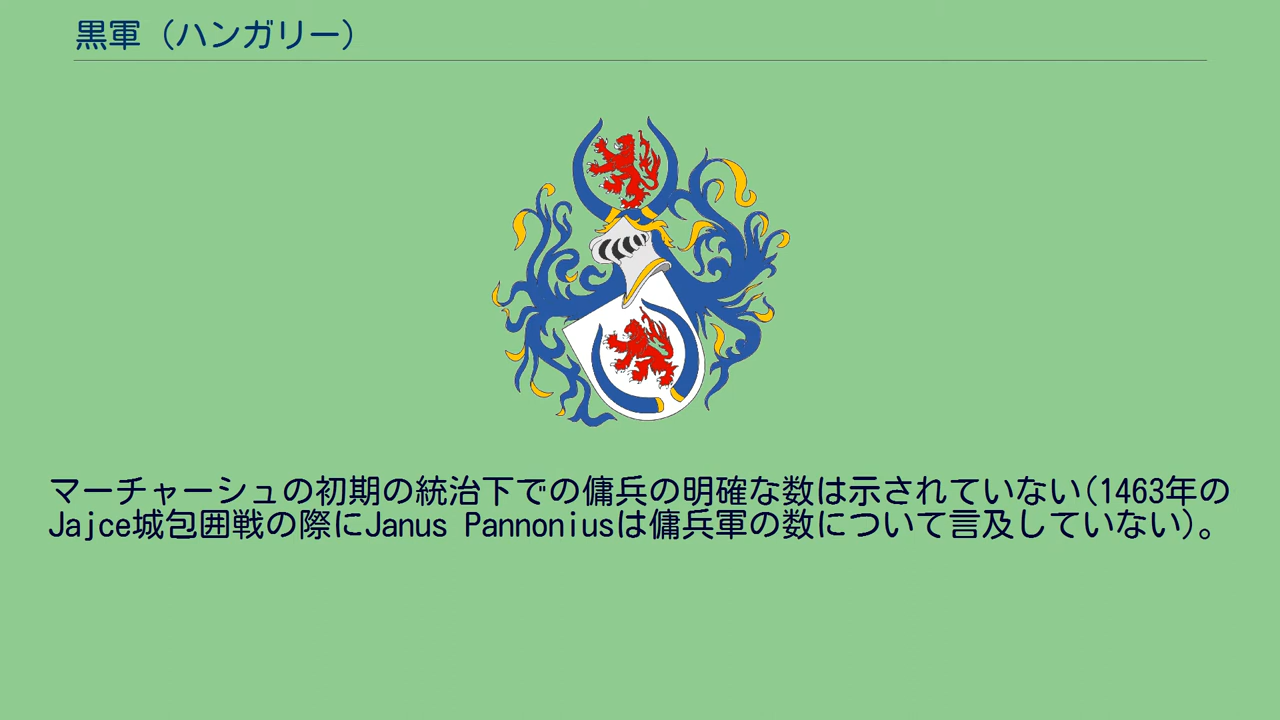 黒軍（ハンガリー）
マーチャーシュの初期の統治下での傭兵の明確な数は示されていない(1463年の
Jajce城包囲戦の際にJanus Pannoniusは傭兵軍の数について言及していない)。